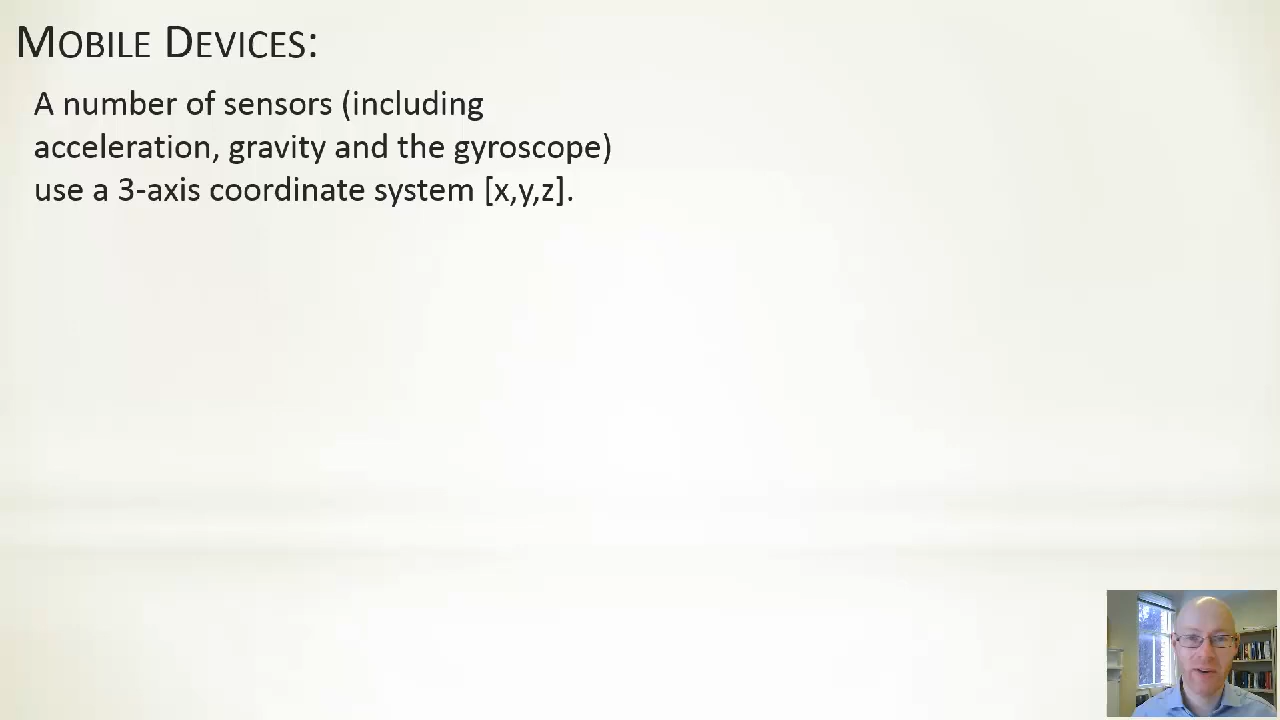 MOBILE DEVICES:
A number of sensors (including
acceleration, gravity and the gyroscope)
use a 3-axis coordinate system [x,y,z].